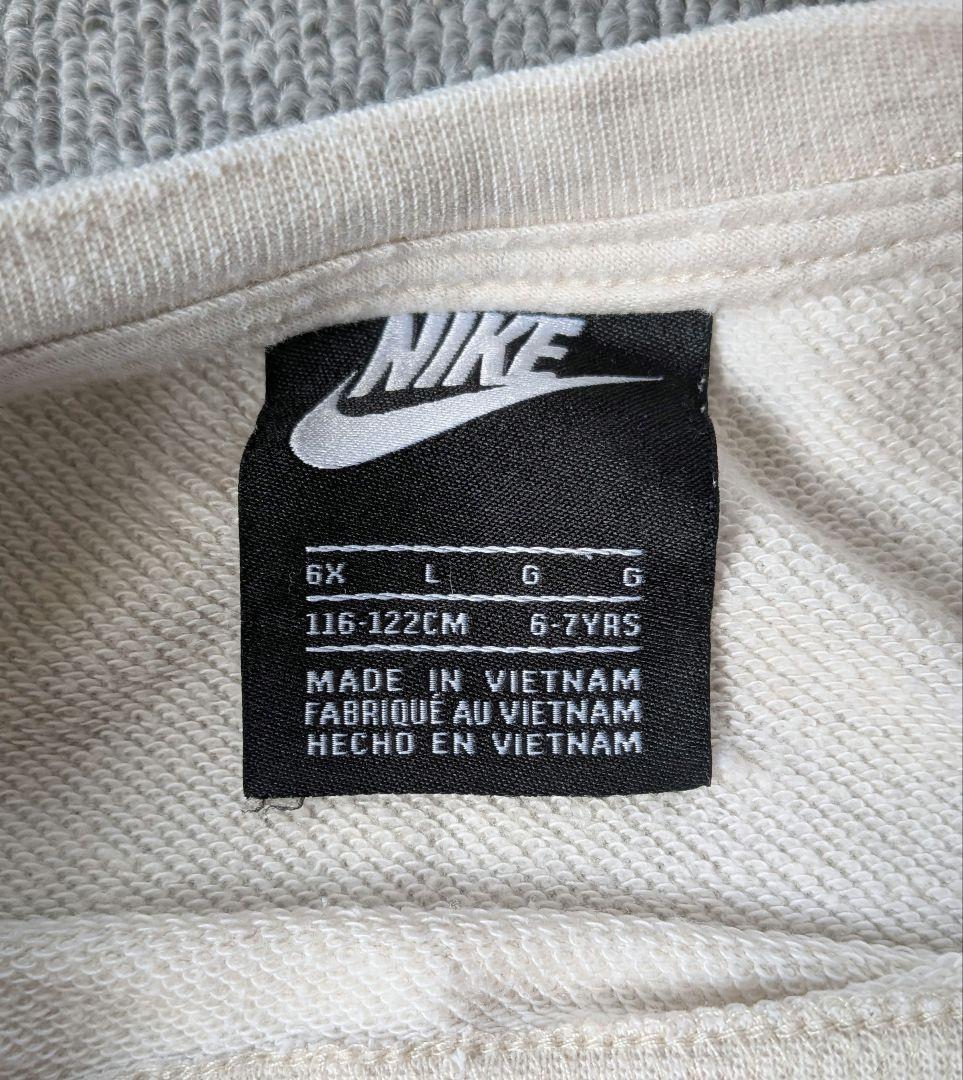 NIKE
6X L G G
116-122CM 6-7YRS
MADE IN VIETNAM
FABRIQUÉ AU VIETNAM
HECHO EN VIETNAM